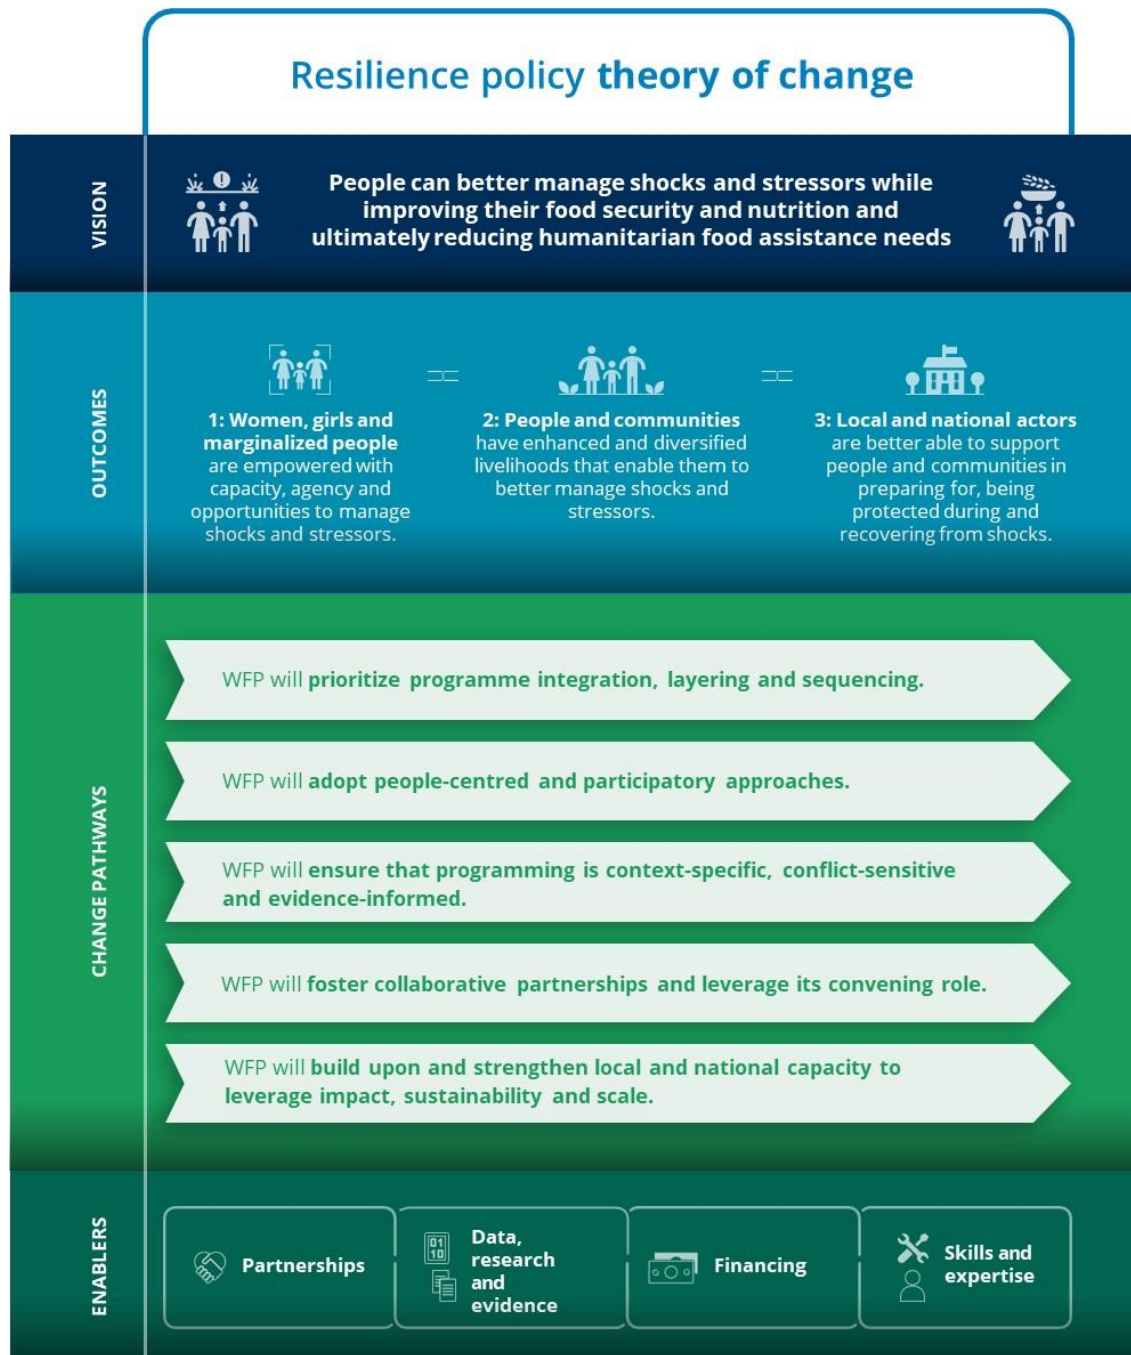 Resilience policy theory of change
VISION
People can better manage shocks and stressors while
improving their food security and nutrition and
ultimately reducing humanitarian food assistance needs
OUTCOMES
1: Women, girls and
marginalized people
are empowered with
capacity, agency and
opportunities to manage
shocks and stressors.
2: People and communities
have enhanced and diversified
livelihoods that enable them to
better manage shocks and
stressors.
3: Local and national actors
are better able to support
people and communities in
preparing for, being
protected during and
recovering from shocks.
CHANGE PATHWAYS
WFP will prioritize programme integration, layering and sequencing.
WFP will adopt people-centred and participatory approaches.
WFP will ensure that programming is context-specific, conflict-sensitive
and evidence-informed.
WFP will foster collaborative partnerships and leverage its convening role.
WFP will build upon and strengthen local and national capacity to
leverage impact, sustainability and scale.
ENABLERS
Partnerships
01
10
Data,
research
and
evidence
Financing
Skills and
expertise